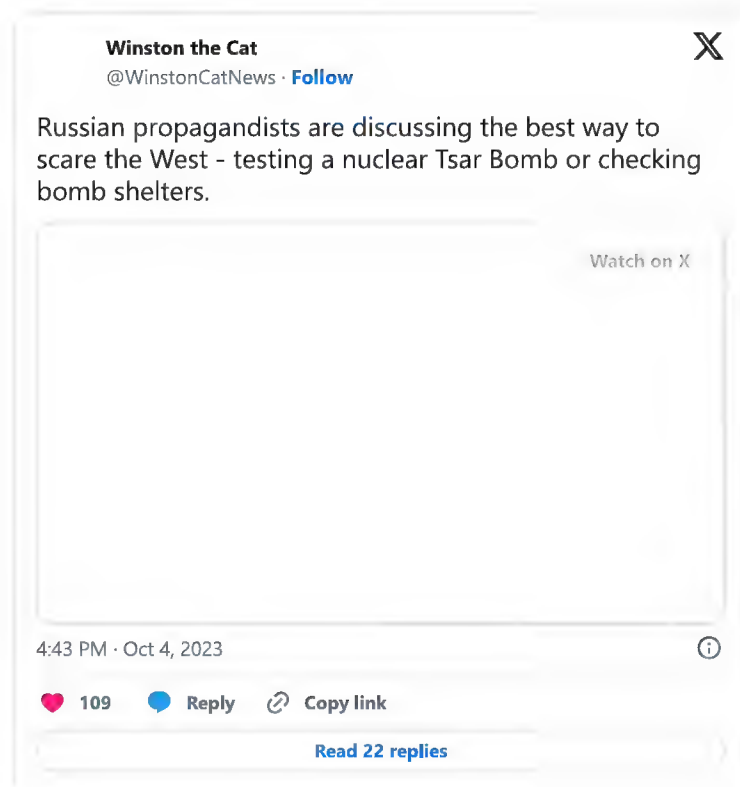 Winston the Cat
@WinstonCatNews · Follow
Russian propagandists are discussing the best way to
scare the West - testing a nuclear Tsar Bomb or checking
bomb shelters.
Watch on X
4:43 PM · Oct 4, 2023
109 Reply Copy link
Read 22 replies